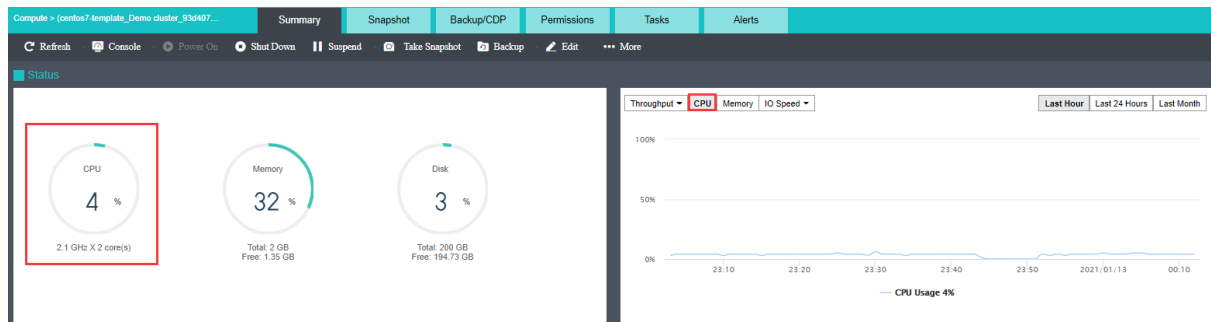 Compute > (centos7-template_Demo cluster_93d407...
Summary
Snapshot
Backup/CDP
Permissions
Tasks
Alerts
Refresh
Console
Power On
Shut Down
Suspend
Take Snapshot
Backup
Edit
More
Status
CPU
4 %
2.1 GHz X 2 core(s)
Memory
32 %
Total: 2 GB
Free: 1.35 GB
Disk
3 %
Total: 200 GB
Free: 194.73 GB
Throughput
CPU
Memory
IO Speed
Last Hour
Last 24 Hours
Last Month
100%
50%
0%
23:10
23:20
23:30
23:40
23:50
2021/01/13
00:10
CPU Usage 4%